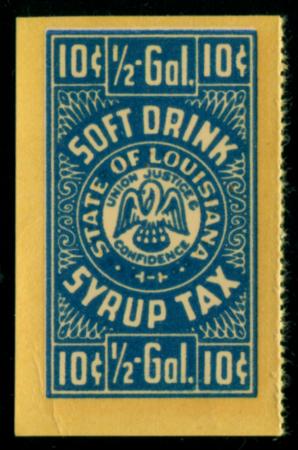 10¢ ½-Gal. 10¢
SOFT DRINK
STATE OF LOUISIANA
UNION JUSTICE &
CONFIDENCE
SYRUP TAX
10¢ ½-Gal. 10¢